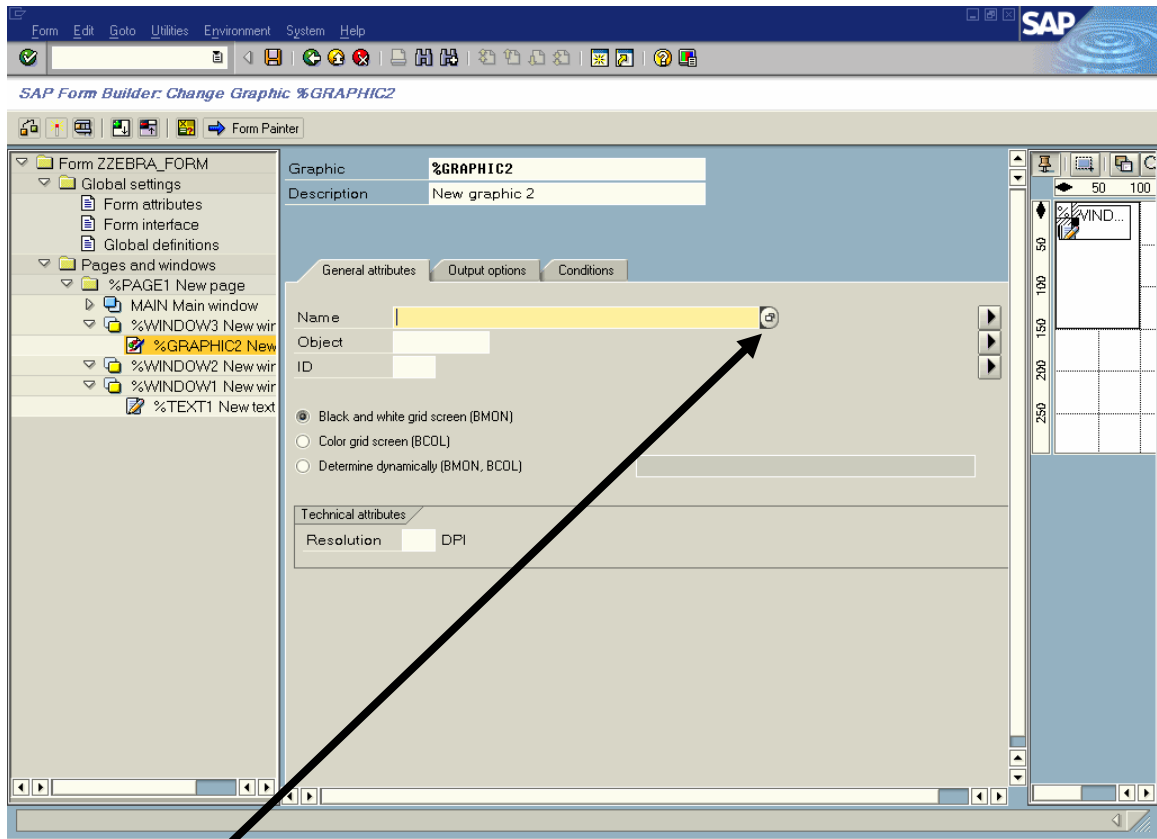 Form Edit Goto Utilities Environment System Help
SAP
SAP Form Builder: Change Graphic %GRAPHIC2
Form Painter
Form ZZEBRA_FORM
Global settings
Form attributes
Form interface
Global definitions
Pages and windows
%PAGE1 New page
MAIN Main window
%WINDOW3 New wir
%GRAPHIC2 New
%WINDOW2 New wir
%WINDOW1 New wir
%TEXT1 New text
Graphic %GRAPHIC2
Description New graphic 2
General attributes Output options Conditions
Name
Object
ID
Black and white grid screen (BMON)
Color grid screen (BCOL)
Determine dynamically (BMON, BCOL)
Technical attributes
Resolution DPI
C
50 100
%WIND...
50
100
150
200
250